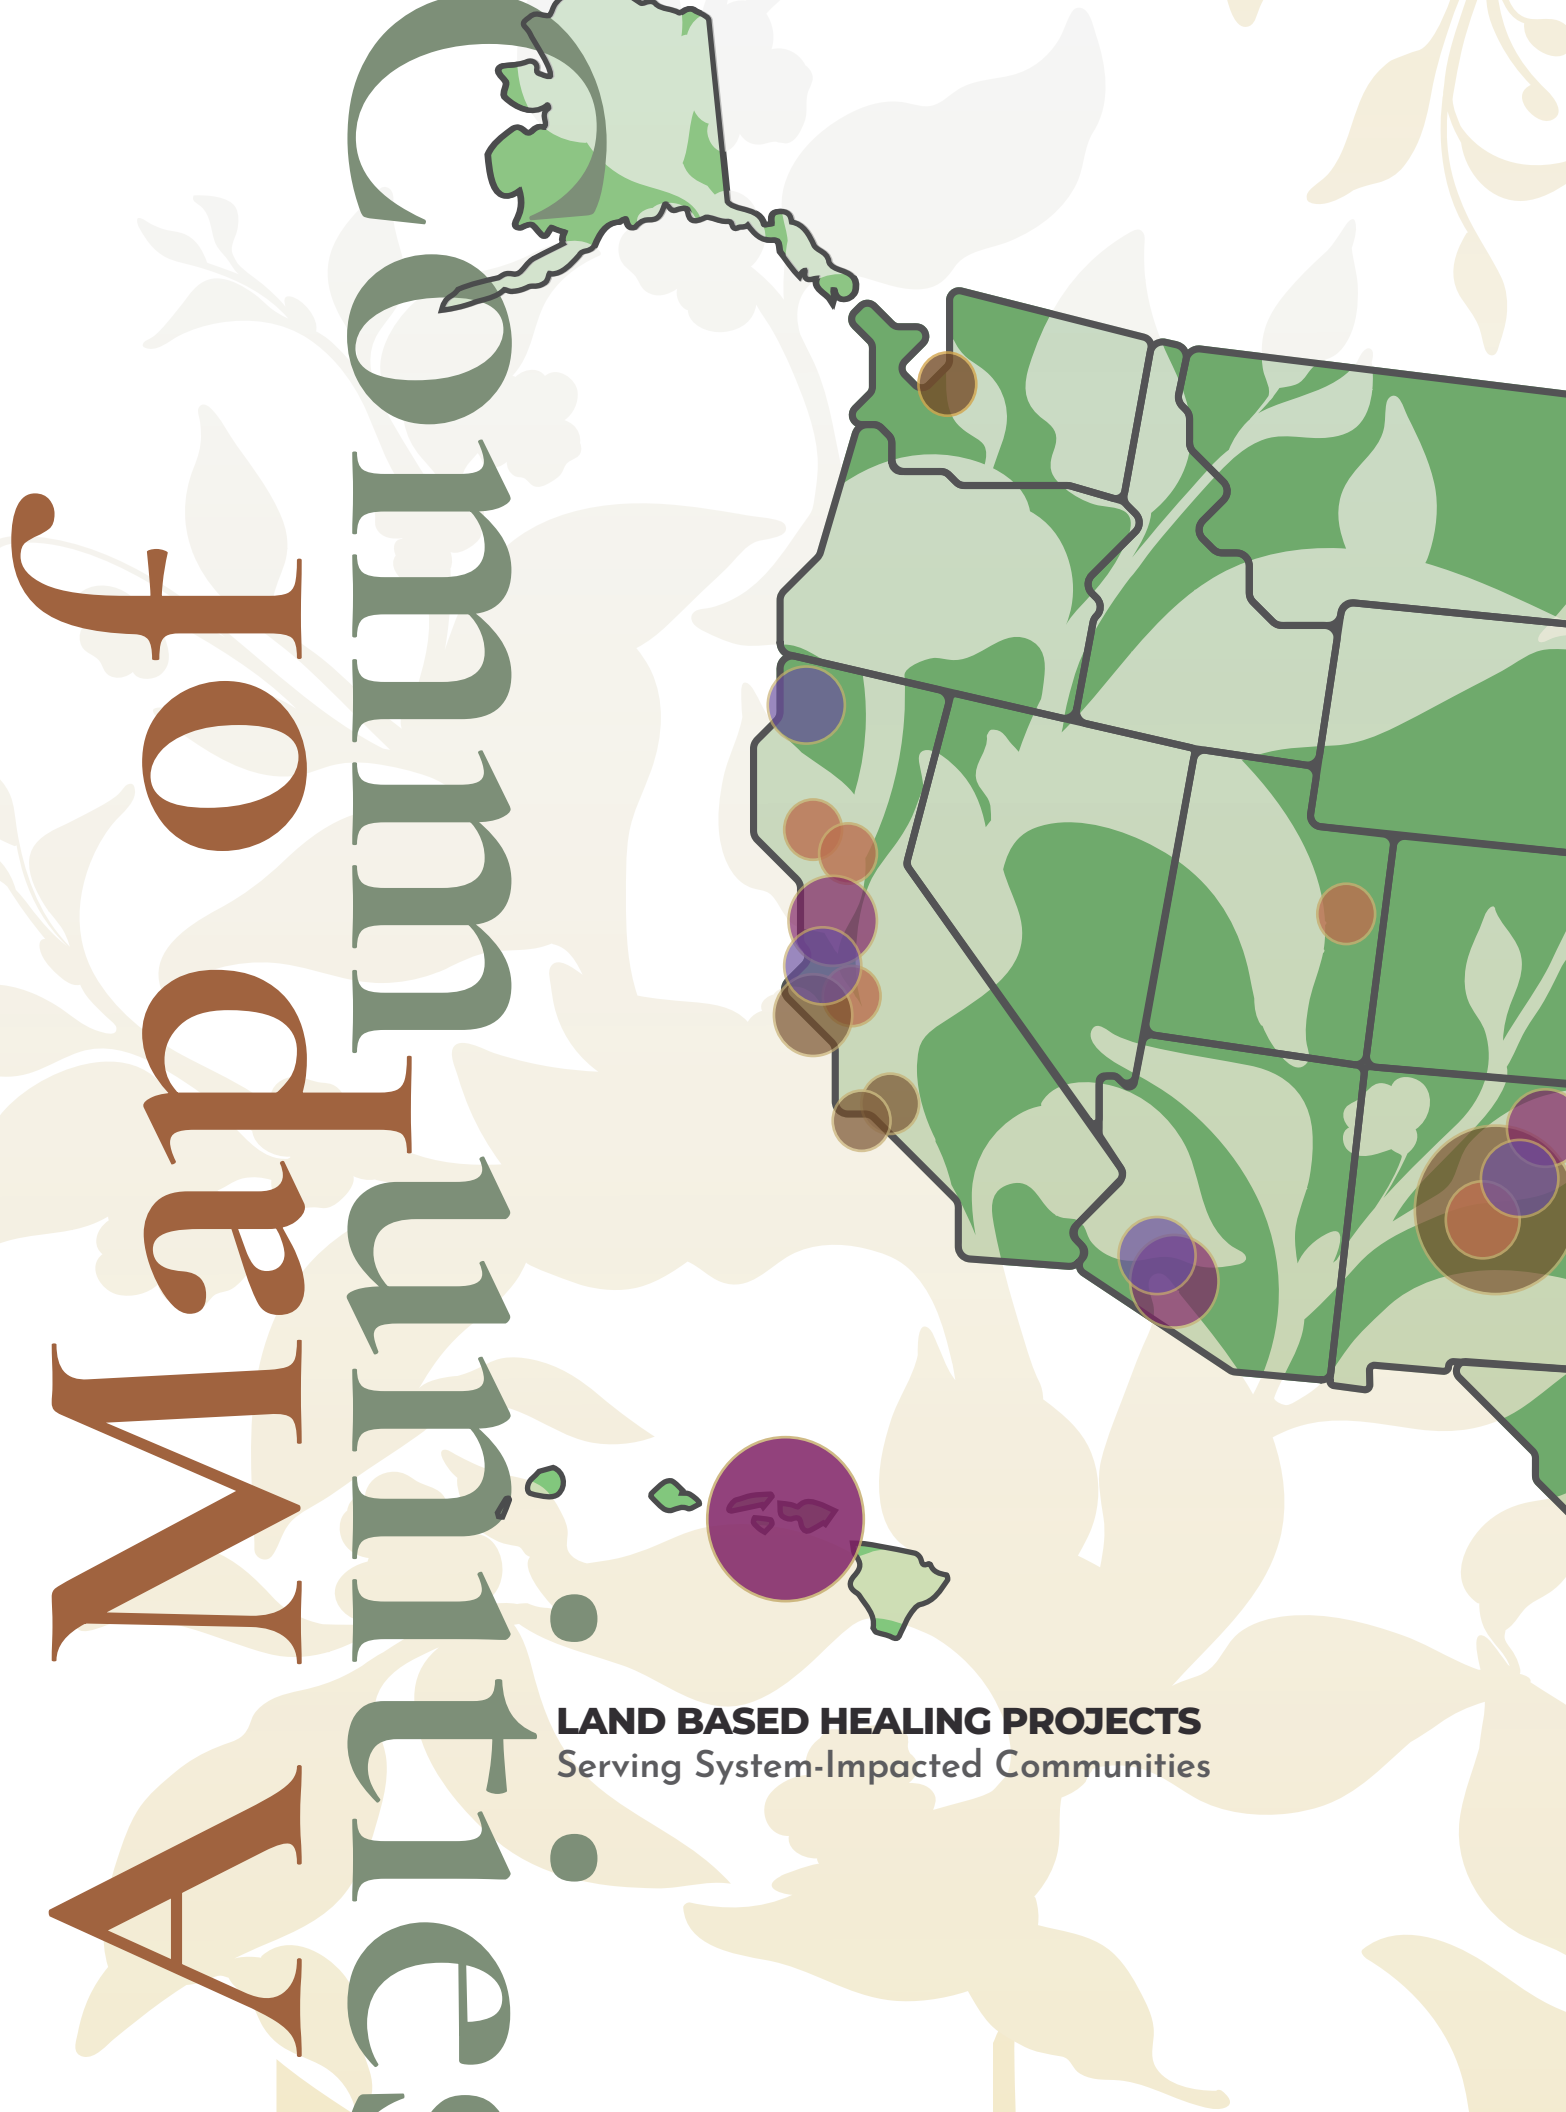 A Map of
Communities
LAND BASED HEALING PROJECTS
Serving System-Impacted Communities